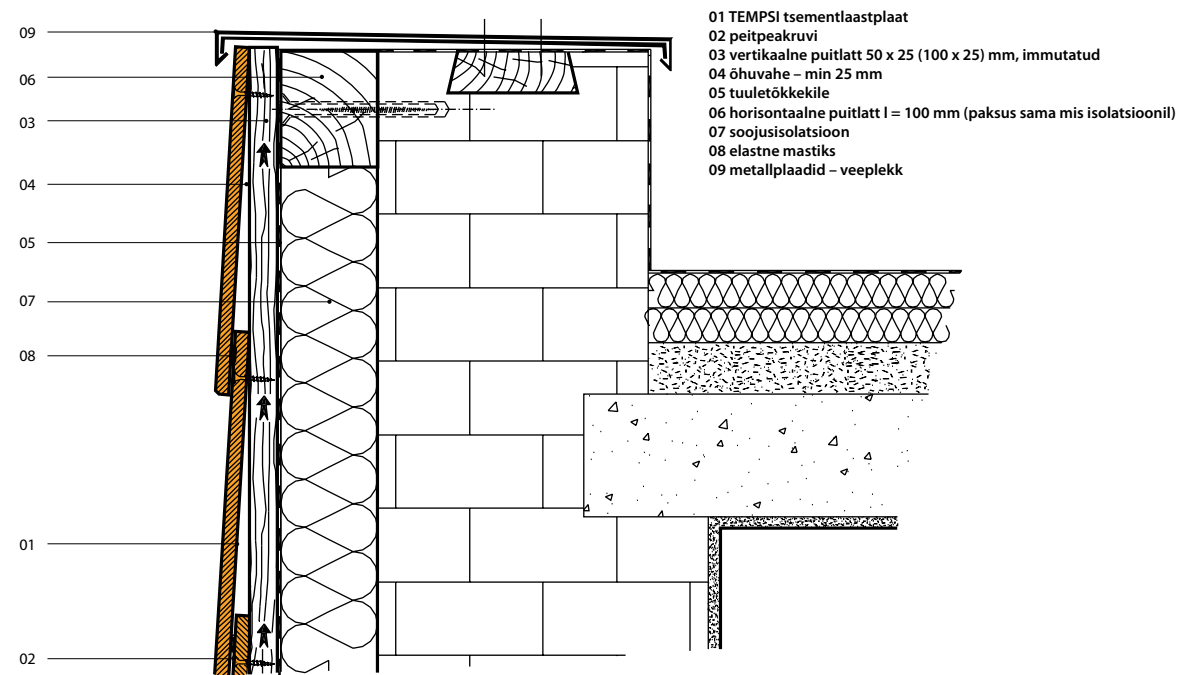 01 TEMPSI tsementlaastplaat
02 peitpeakruvi
03 vertikaalne puitlatt 50 x 25 (100 x 25) mm, immutatud
04 õhuvahe – min 25 mm
05 tuuletõkkekile
06 horisontaalne puitlatt l = 100 mm (paksus sama mis isolatsioonil)
07 soojusisolatsioon
08 elastne mastiks
09 metallplaadid – veeplekk
09
06
03
04
05
07
08
01
02